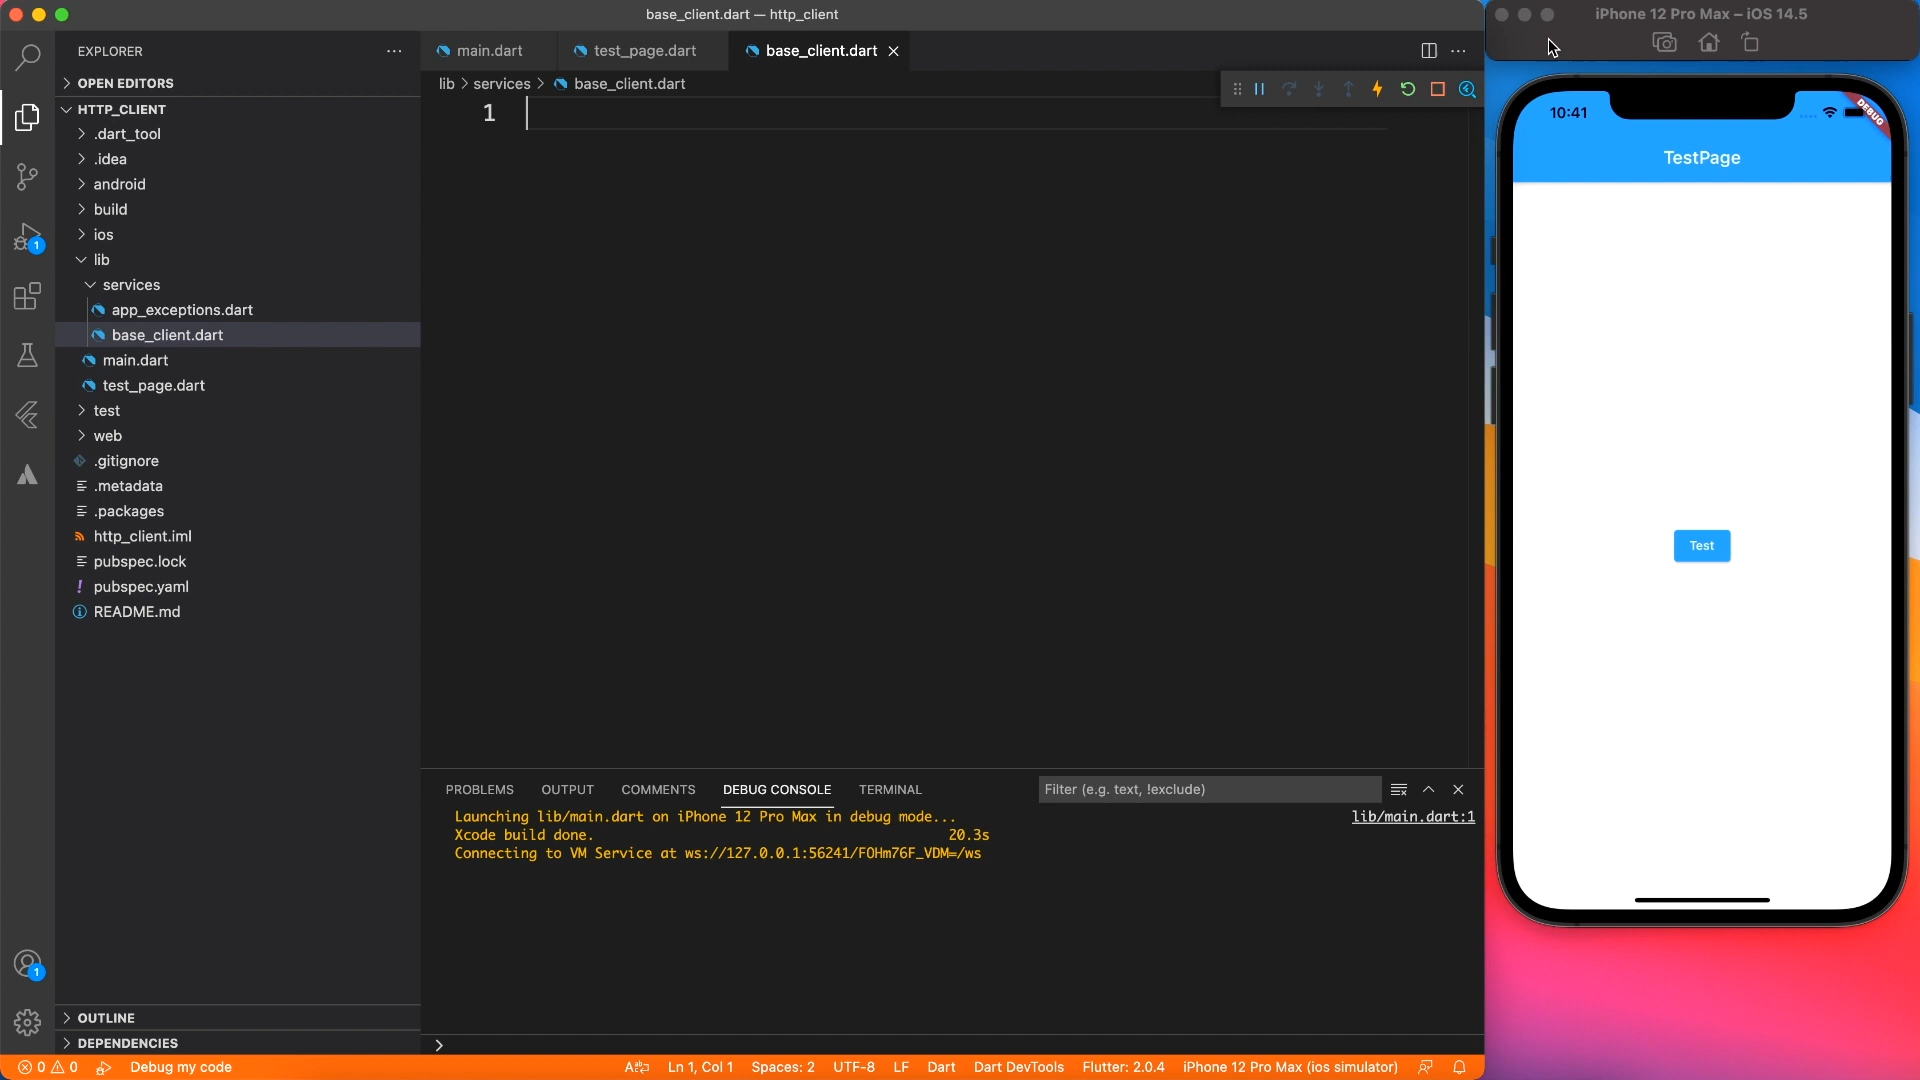 base_client.dart — http_client
EXPLORER
OPEN EDITORS
HTTP_CLIENT
.dart_tool
.idea
android
build
ios
lib
services
app_exceptions.dart
base_client.dart
main.dart
test_page.dart
test
web
.gitignore
.metadata
.packages
http_client.iml
pubspec.lock
pubspec.yaml
README.md
OUTLINE
DEPENDENCIES
1
1
main.dart
test_page.dart
base_client.dart
lib > services > base_client.dart
1
PROBLEMS OUTPUT COMMENTS DEBUG CONSOLE TERMINAL
Filter (e.g. text, !exclude)
Launching lib/main.dart on iPhone 12 Pro Max in debug mode... lib/main.dart:1
Xcode build done. 20.3s
Connecting to VM Service at ws://127.0.0.1:56241/FOHm76F_VDM=/ws
0 0 Debug my code Ln 1, Col 1 Spaces: 2 UTF-8 LF Dart Dart DevTools Flutter: 2.0.4 iPhone 12 Pro Max (ios simulator)
iPhone 12 Pro Max – iOS 14.5
10:41
DEBUG
TestPage
Test